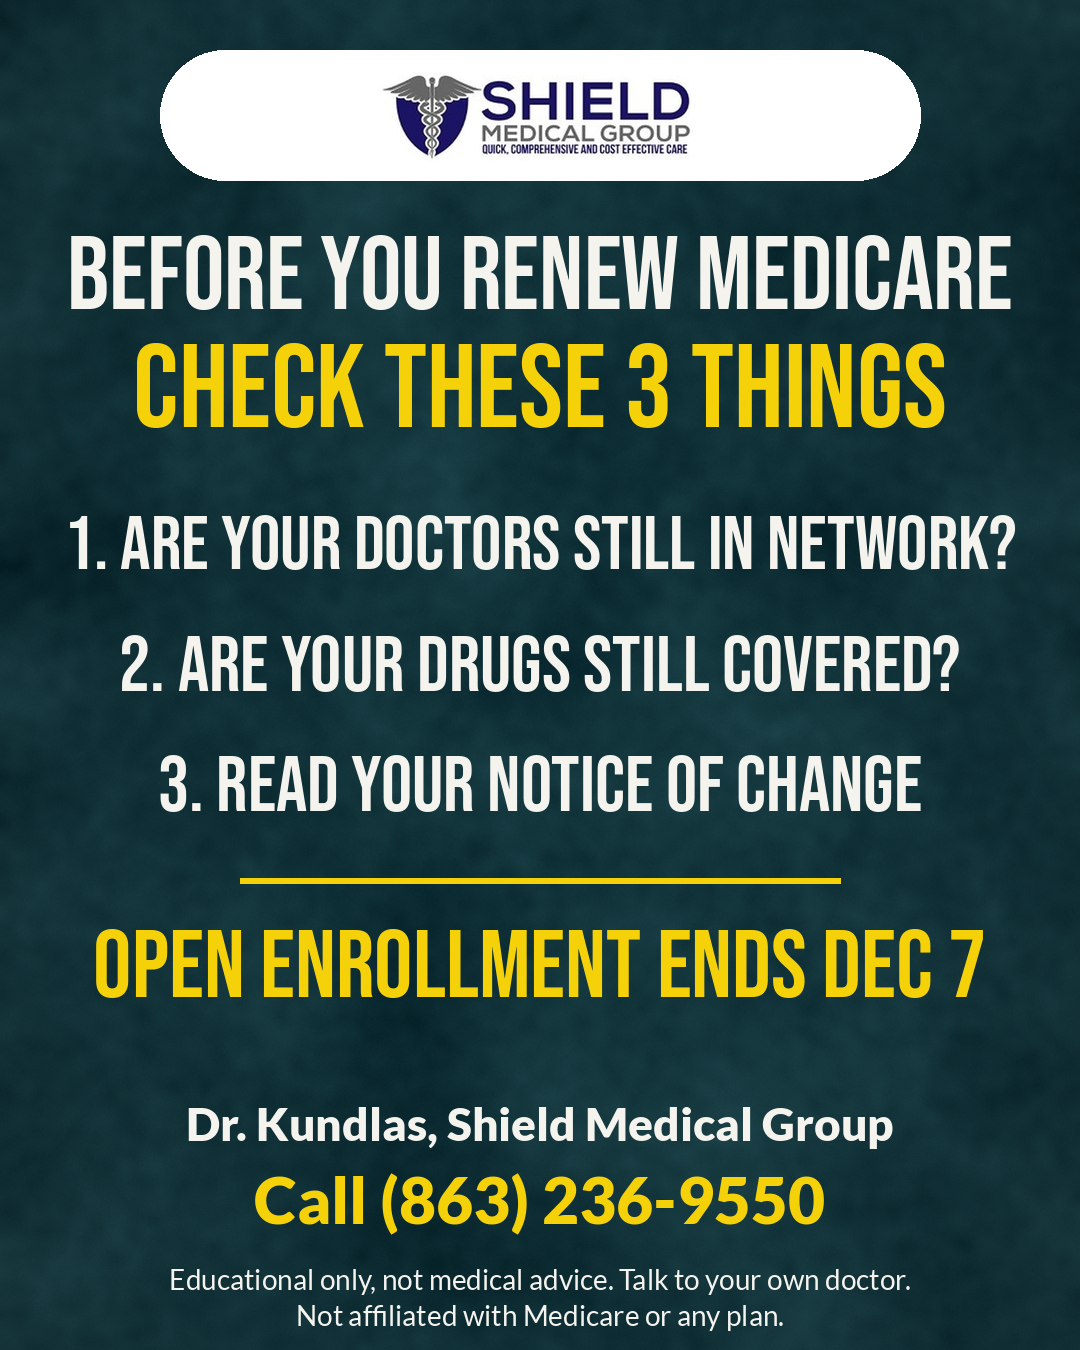 SHIELD
MEDICAL GROUP
QUICK, COMPREHENSIVE AND COST EFFECTIVE CARE
BEFORE YOU RENEW MEDICARE
CHECK THESE 3 THINGS
1. ARE YOUR DOCTORS STILL IN NETWORK?
2. ARE YOUR DRUGS STILL COVERED?
3. READ YOUR NOTICE OF CHANGE
OPEN ENROLLMENT ENDS DEC 7
Dr. Kundlas, Shield Medical Group
Call (863) 236-9550
Educational only, not medical advice. Talk to your own doctor.
Not affiliated with Medicare or any plan.